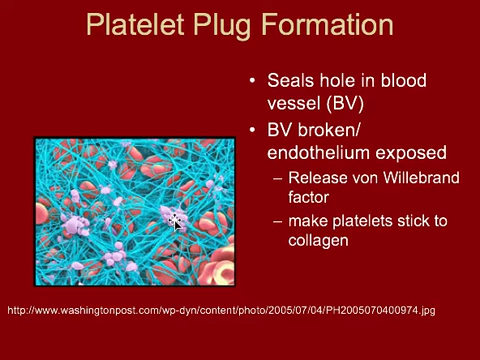 Platelet Plug Formation
• Seals hole in blood
vessel (BV)
• BV broken/
endothelium exposed
– Release von Willebrand
factor
– make platelets stick to
collagen
http://www.washingtonpost.com/wp-dyn/content/photo/2005/07/04/PH2005070400974.jpg